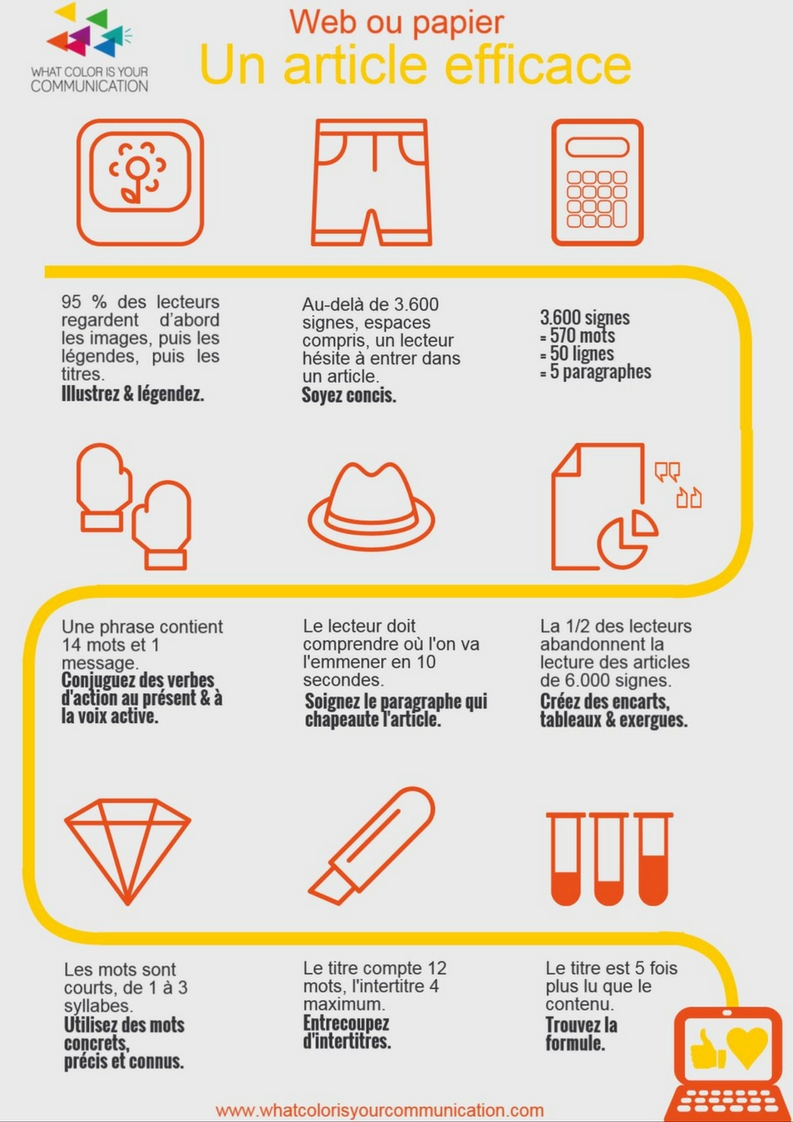 Web ou papier
Un article efficace
WHAT COLOR IS YOUR
COMMUNICATION
95 % des lecteurs
regardent d'abord
les images, puis les
légendes, puis les
titres.
Illustrez & légendez.
Au-delà de 3.600
signes, espaces
compris, un lecteur
hésite à entrer dans
un article.
Soyez concis.
3.600 signes
= 570 mots
= 50 lignes
= 5 paragraphes
Une phrase contient
14 mots et 1
message.
Conjuguez des verbes
d'action au présent & à
la voix active.
Le lecteur doit
comprendre où l'on va
l'emmener en 10
secondes.
Soignez le paragraphe qui
chapeaute l'article.
La 1/2 des lecteurs
abandonnent la
lecture des articles
de 6.000 signes.
Créez des encarts,
tableaux & exergues.
Les mots sont
courts, de 1 à 3
syllabes.
Utilisez des mots
concrets,
précis et connus.
Le titre compte 12
mots, l'intertitre 4
maximum.
Entrecoupez
d'intertitres.
Le titre est 5 fois
plus lu que le
contenu.
Trouvez la
formule.
www.whatcolorisyourcommunication.com